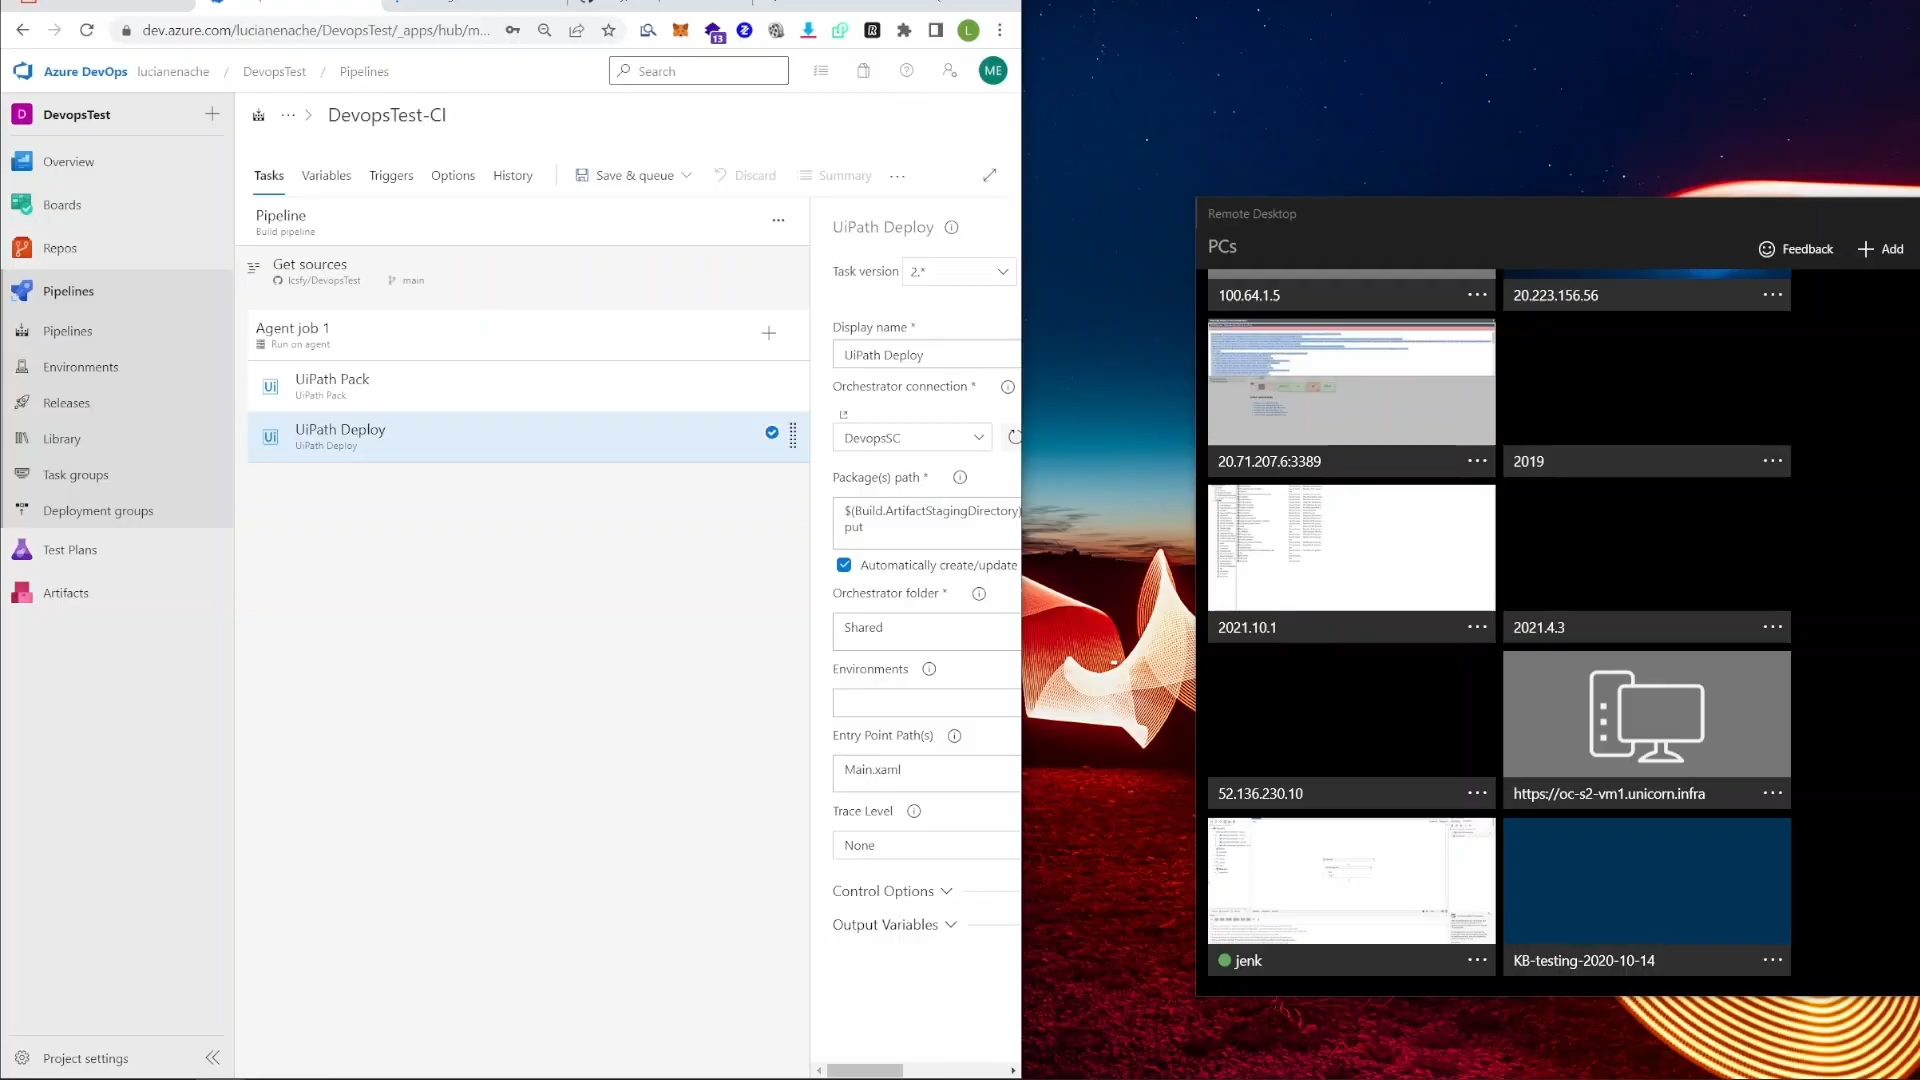 dev.azure.com/lucianenache/DevopsTest/_apps/hub/m...
13
L
Azure DevOps lucianenache / DevopsTest / Pipelines
Search
ME
D DevopsTest
Overview
Boards
Repos
Pipelines
Pipelines
Environments
Releases
Library
Task groups
Deployment groups
Test Plans
Artifacts
Project settings
... > DevopsTest-CI
Tasks Variables Triggers Options History Save & queue Discard Summary ...
Pipeline
Build pipeline
Get sources
lcsfy/DevopsTest main
Agent job 1
Run on agent
Ui UiPath Pack
UiPath Pack
Ui UiPath Deploy
UiPath Deploy
UiPath Deploy
Task version 2.*
Display name *
UiPath Deploy
Orchestrator connection *
DevopsSC
Package(s) path *
$(Build.ArtifactStagingDirectory)
put
Automatically create/update
Orchestrator folder *
Shared
Environments
Entry Point Path(s)
Main.xaml
Trace Level
None
Control Options
Output Variables
Remote Desktop
PCs
Feedback
Add
100.64.1.5 ...
20.223.156.56 ...
20.71.207.6:3389 ...
2019 ...
2021.10.1 ...
2021.4.3 ...
52.136.230.10 ...
https://oc-s2-vm1.unicorn.infra ...
jenk ...
KB-testing-2020-10-14 ...